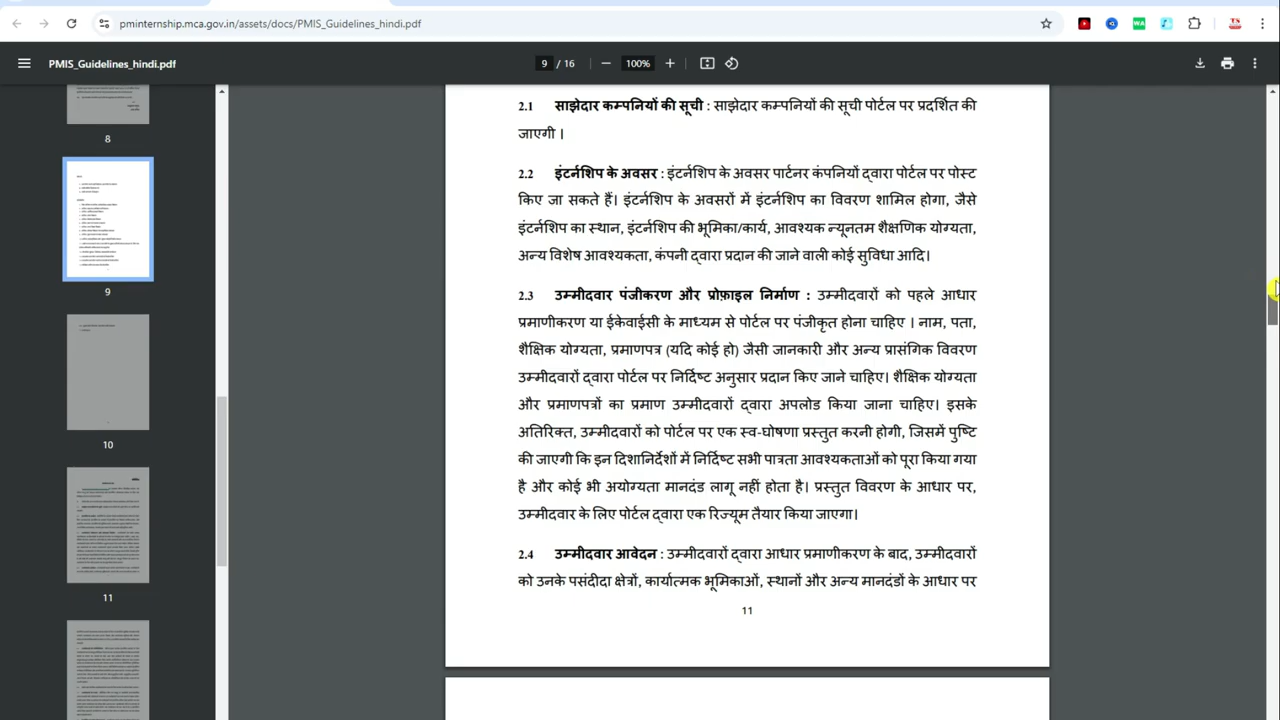 pminternship.mca.gov.in/assets/docs/PMIS_Guidelines_hindi.pdf
PMIS_Guidelines_hindi.pdf
9 / 16
100%
8
9
10
11
2.1 साझेदार कम्पनियों की सूची : साझेदार कम्पनियों की सूची पोर्टल पर प्रदर्शित की
जाएगी ।
2.2 इंटर्नशिप के अवसर : इंटर्नशिप के अवसर पार्टनर कंपनियों द्वारा पोर्टल पर पोस्ट
किए जा सकते हैं। इंटर्नशिप के अवसरों में इंटर्नशिप का विवरण शामिल होगा, जैसे
इंटर्नशिप का स्थान, इंटर्नशिप की भूमिका/कार्य, आवश्यक न्यूनतम शैक्षणिक योग्यता,
अन्य विशेष आवश्यकता, कंपनी द्वारा प्रदान की जाने वाली कोई सुविधा आदि।
2.3 उम्मीदवार पंजीकरण और प्रोफ़ाइल निर्माण : उम्मीदवारों को पहले आधार
प्रमाणीकरण या ईकेवाईसी के माध्यम से पोर्टल पर पंजीकृत होना चाहिए । नाम, पता,
शैक्षिक योग्यता, प्रमाणपत्र (यदि कोई हो) जैसी जानकारी और अन्य प्रासंगिक विवरण
उम्मीदवारों द्वारा पोर्टल पर निर्दिष्ट अनुसार प्रदान किए जाने चाहिए। शैक्षिक योग्यता
और प्रमाणपत्रों का प्रमाण उम्मीदवारों द्वारा अपलोड किया जाना चाहिए। इसके
अतिरिक्त, उम्मीदवारों को पोर्टल पर एक स्व-घोषणा प्रस्तुत करनी होगी, जिसमें पुष्टि
की जाएगी कि इन दिशानिर्देशों में निर्दिष्ट सभी पात्रता आवश्यकताओं को पूरा किया गया
है और कोई भी अयोग्यता मानदंड लागू नहीं होता है। प्रस्तुत विवरण के आधार पर,
उम्मीदवार के लिए पोर्टल द्वारा एक रिज्यूम तैयार किया जाएगा।
2.4 उम्मीदवार आवेदन : उम्मीदवारों द्वारा आधार प्रमाणीकरण के बाद, उम्मीदवारों
को उनके पसंदीदा क्षेत्रों, कार्यात्मक भूमिकाओं, स्थानों और अन्य मानदंडों के आधार पर
11